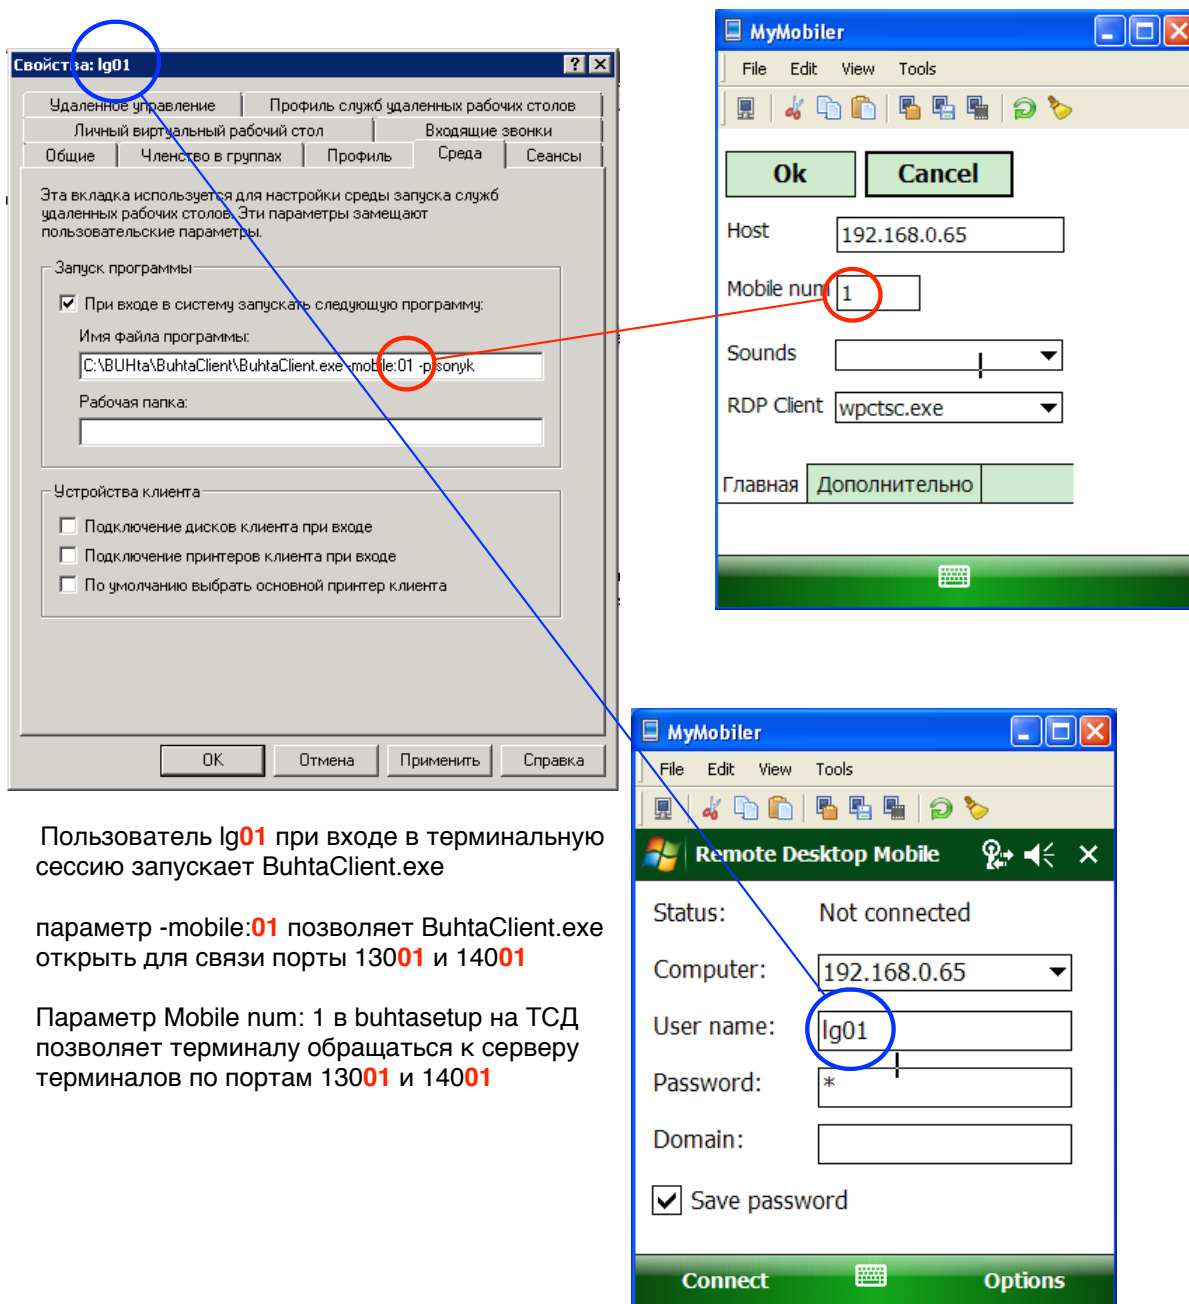 Свойства: lg01
Удаленное управление
Профиль служб удаленных рабочих столов
Личный виртуальный рабочий стол
Входящие звонки
Общие
Членство в группах
Профиль
Среда
Сеансы
Эта вкладка используется для настройки среды запуска служб
удаленных рабочих столов. Эти параметры замещают
пользовательские параметры.
Запуск программы
При входе в систему запускать следующую программу:
Имя файла программы:
C:\BUHta\BuhtaClient\BuhtaClient.exe -mobile:01 -p:sonyk
Рабочая папка:
Устройства клиента
Подключение дисков клиента при входе
Подключение принтеров клиента при входе
По умолчанию выбрать основной принтер клиента
OK
Отмена
Применить
Справка
MyMobiler
File Edit View Tools
Ok
Cancel
Host
192.168.0.65
Mobile num
1
Sounds
RDP Client
wpctsc.exe
Главная
Дополнительно
Пользователь lg01 при входе в терминальную
сессию запускает BuhtaClient.exe
параметр -mobile:01 позволяет BuhtaClient.exe
открыть для связи порты 13001 и 14001
Параметр Mobile num: 1 в buhtasetup на ТСД
позволяет терминалу обращаться к серверу
терминалов по портам 13001 и 14001
MyMobiler
File Edit View Tools
Remote Desktop Mobile
Status: Not connected
Computer: 192.168.0.65
User name: lg01
Password: *
Domain:
Save password
Connect
Options